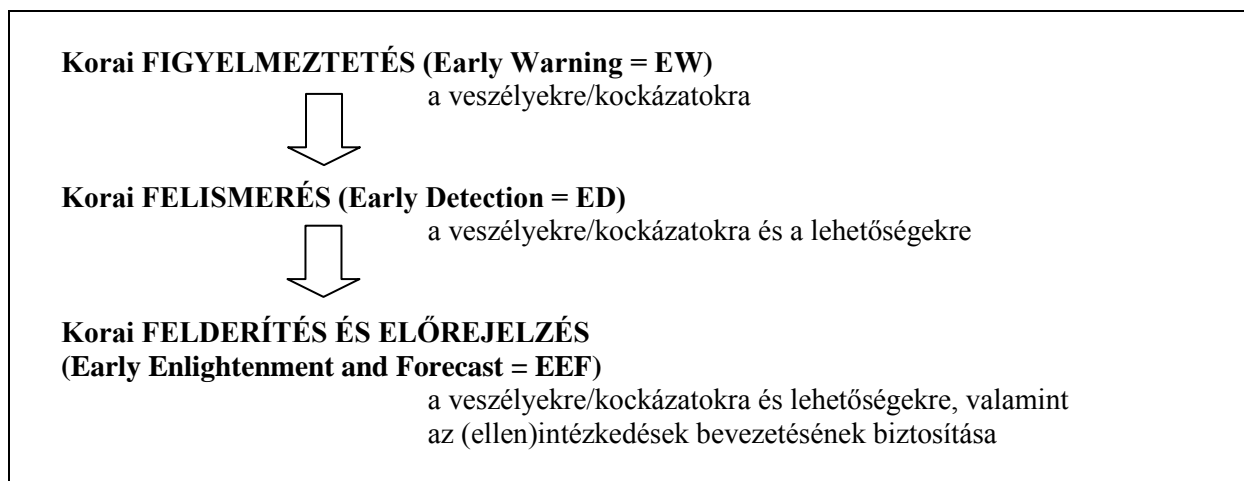 Korai FIGYELMEZTETÉS (Early Warning = EW)
a veszélyekre/kockázatokra
Korai FELISMERÉS (Early Detection = ED)
a veszélyekre/kockázatokra és a lehetőségekre
Korai FELDERÍTÉS ÉS ELŐREJELZÉS
(Early Enlightenment and Forecast = EEF)
a veszélyekre/kockázatokra és lehetőségekre, valamint
az (ellen)intézkedések bevezetésének biztosítása